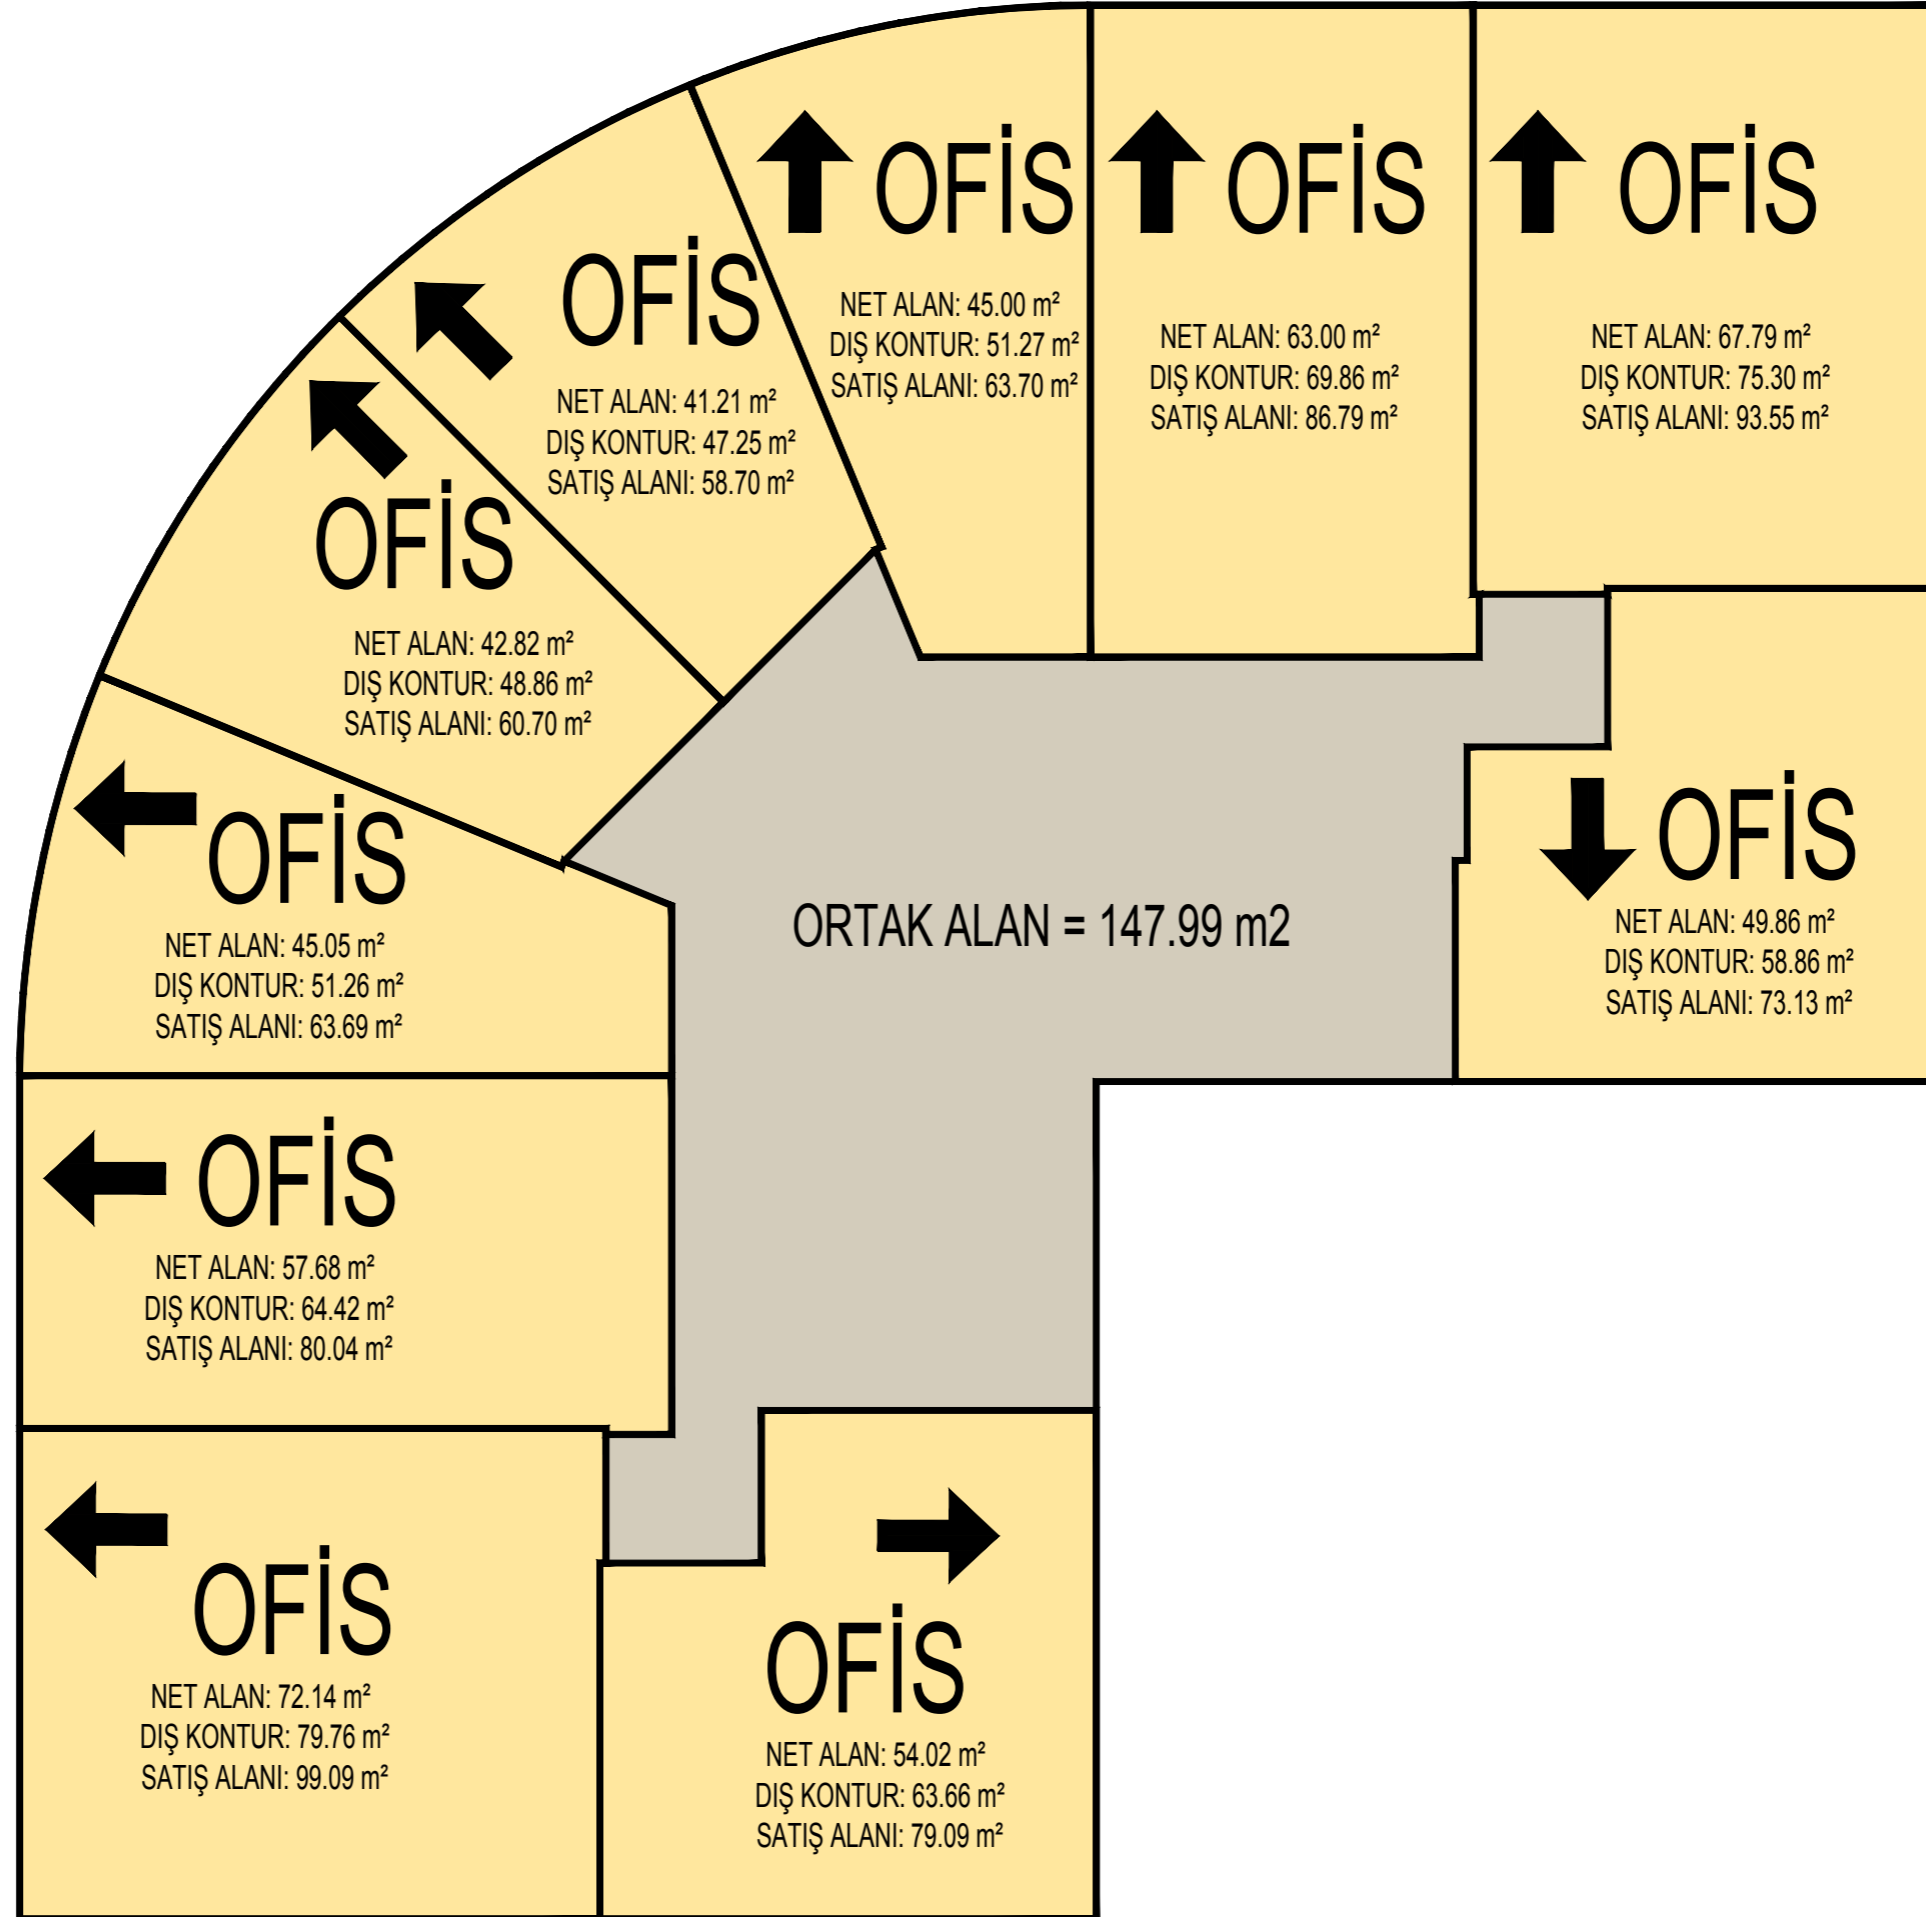 OFİS
NET ALAN: 45.00 m²
DIŞ KONTUR: 51.27 m²
SATIŞ ALANI: 63.70 m²
OFİS
NET ALAN: 63.00 m²
DIŞ KONTUR: 69.86 m²
SATIŞ ALANI: 86.79 m²
OFİS
NET ALAN: 67.79 m²
DIŞ KONTUR: 75.30 m²
SATIŞ ALANI: 93.55 m²
OFİS
NET ALAN: 41.21 m²
DIŞ KONTUR: 47.25 m²
SATIŞ ALANI: 58.70 m²
OFİS
NET ALAN: 42.82 m²
DIŞ KONTUR: 48.86 m²
SATIŞ ALANI: 60.70 m²
OFİS
NET ALAN: 45.05 m²
DIŞ KONTUR: 51.26 m²
SATIŞ ALANI: 63.69 m²
ORTAK ALAN = 147.99 m2
OFİS
NET ALAN: 49.86 m²
DIŞ KONTUR: 58.86 m²
SATIŞ ALANI: 73.13 m²
OFİS
NET ALAN: 57.68 m²
DIŞ KONTUR: 64.42 m²
SATIŞ ALANI: 80.04 m²
OFİS
NET ALAN: 72.14 m²
DIŞ KONTUR: 79.76 m²
SATIŞ ALANI: 99.09 m²
OFİS
NET ALAN: 54.02 m²
DIŞ KONTUR: 63.66 m²
SATIŞ ALANI: 79.09 m²